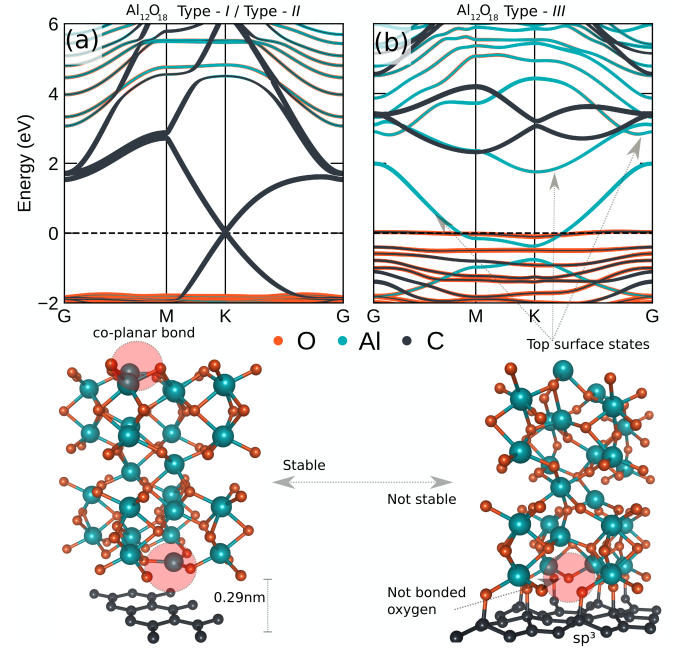 Al₁₂O₁₈ Type - I / Type - II
Al₁₂O₁₈ Type - III
(a)
(b)
6
4
2
0
−2
Energy (eV)
G M K G
G M K G
co-planar bond
O Al C
Top surface states
Stable
Not stable
0.29nm
Not bonded
oxygen
sp³